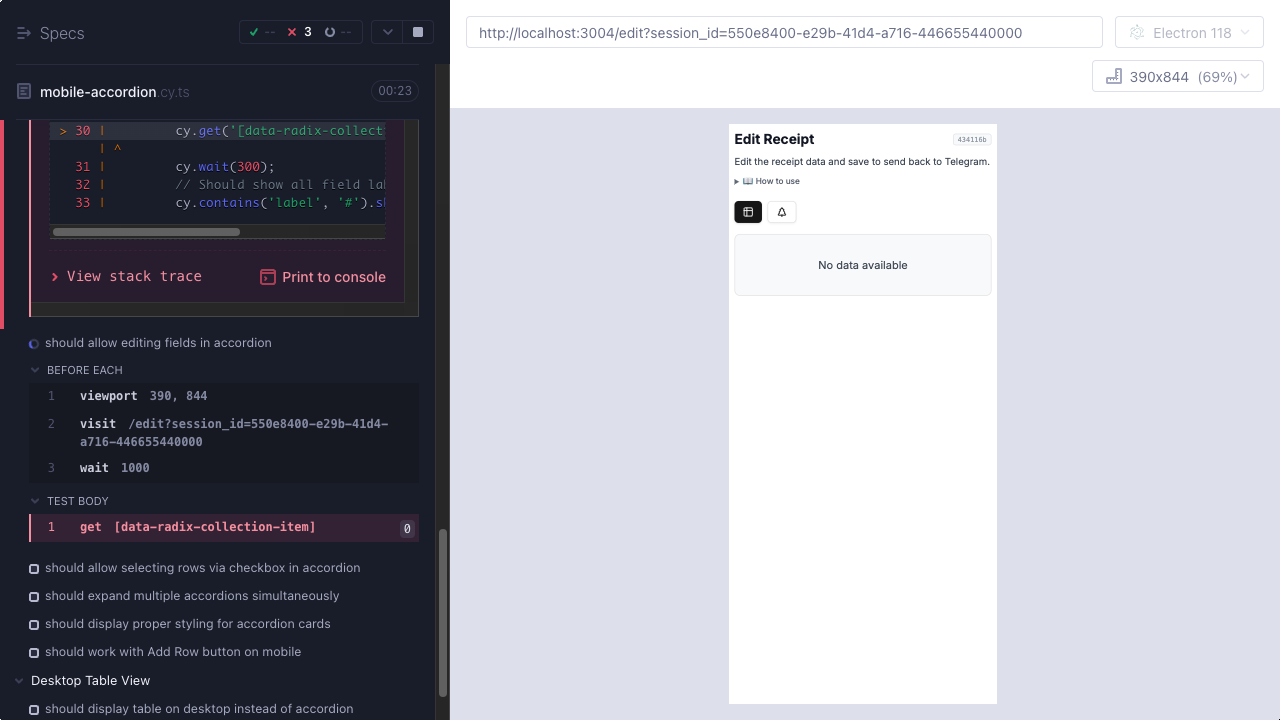 Specs
-- 3 --
mobile-accordion.cy.ts 00:23
> 30 | cy.get('[data-radix-collect
| ^
31 | cy.wait(300);
32 | // Should show all field la
33 | cy.contains('label', '#').s
View stack trace Print to console
should allow editing fields in accordion
BEFORE EACH
1 viewport 390, 844
2 visit /edit?session_id=550e8400-e29b-41d4-
a716-446655440000
3 wait 1000
TEST BODY
1 get [data-radix-collection-item] 0
should allow selecting rows via checkbox in accordion
should expand multiple accordions simultaneously
should display proper styling for accordion cards
should work with Add Row button on mobile
Desktop Table View
should display table on desktop instead of accordion
http://localhost:3004/edit?session_id=550e8400-e29b-41d4-a716-446655440000
Electron 118
390x844 (69%)
Edit Receipt 434116b
Edit the receipt data and save to send back to Telegram.
▶ 📖 How to use
No data available